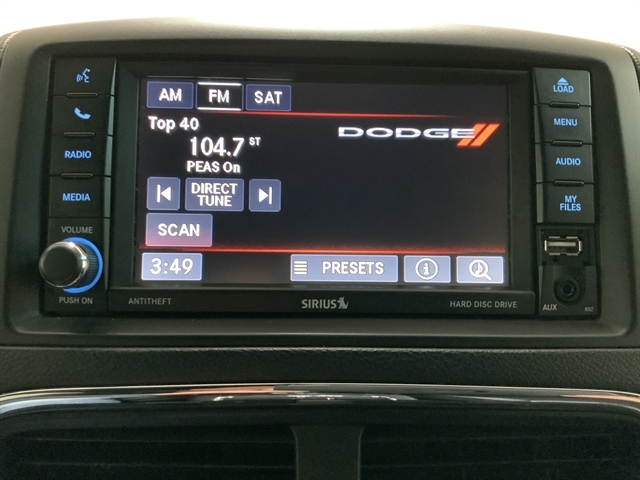 LOAD
AM FM SAT
Top 40
DODGE
MENU
104.7 ST
RADIO
PEAS On
AUDIO
DIRECT
TUNE
MEDIA
MY
FILES
SCAN
VOLUME
3:49
PRESETS
PUSH ON
ANTITHEFT
SIRIUS
HARD DISC DRIVE
AUX